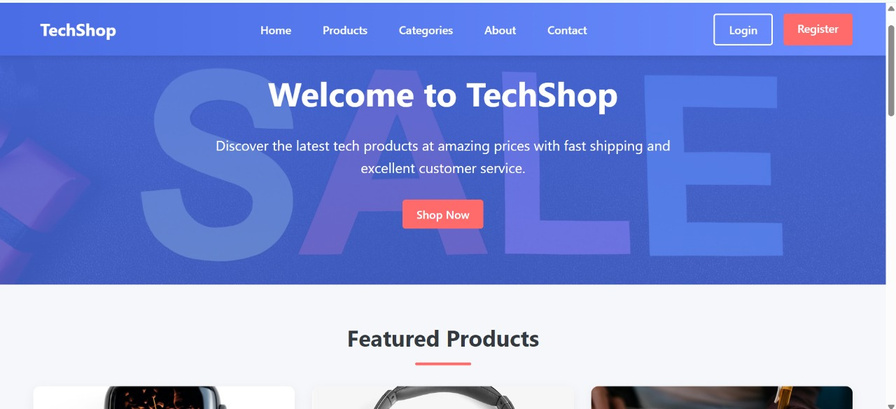 TechShop Home Products Categories About Contact Login Register
SALE
Welcome to TechShop
Discover the latest tech products at amazing prices with fast shipping and
excellent customer service.
Shop Now
Featured Products